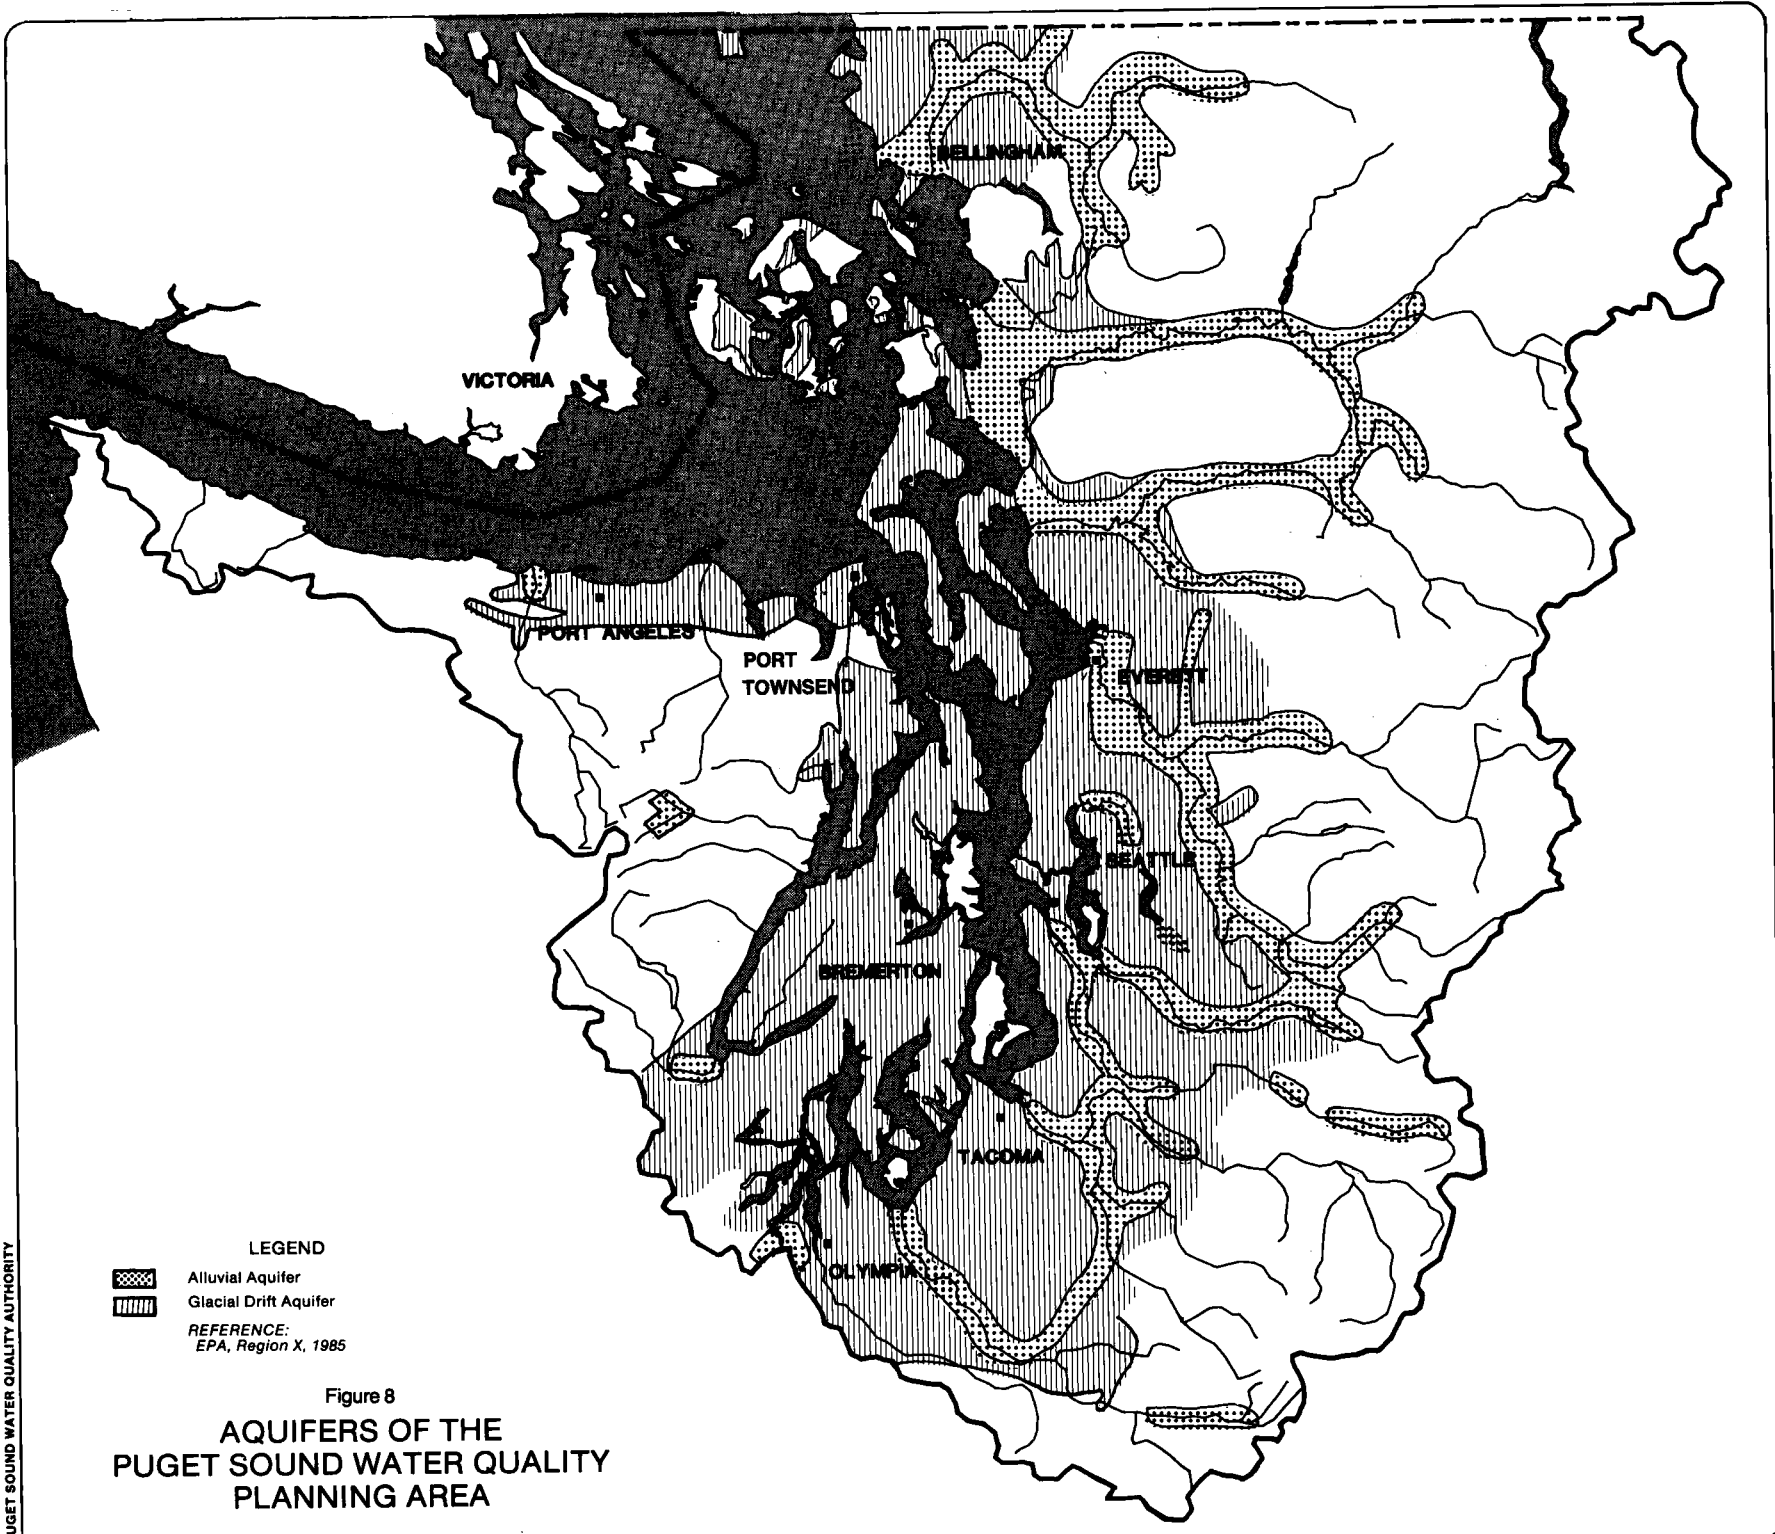 BELLINGHAM
VICTORIA
PORT ANGELES
PORT
TOWNSEND
EVERETT
SEATTLE
BREMERTON
TACOMA
OLYMPIA
LEGEND
Alluvial Aquifer
Glacial Drift Aquifer
REFERENCE:
EPA, Region X, 1985
Figure 8
AQUIFERS OF THE
PUGET SOUND WATER QUALITY
PLANNING AREA
UGET SOUND WATER QUALITY AUTHORITY